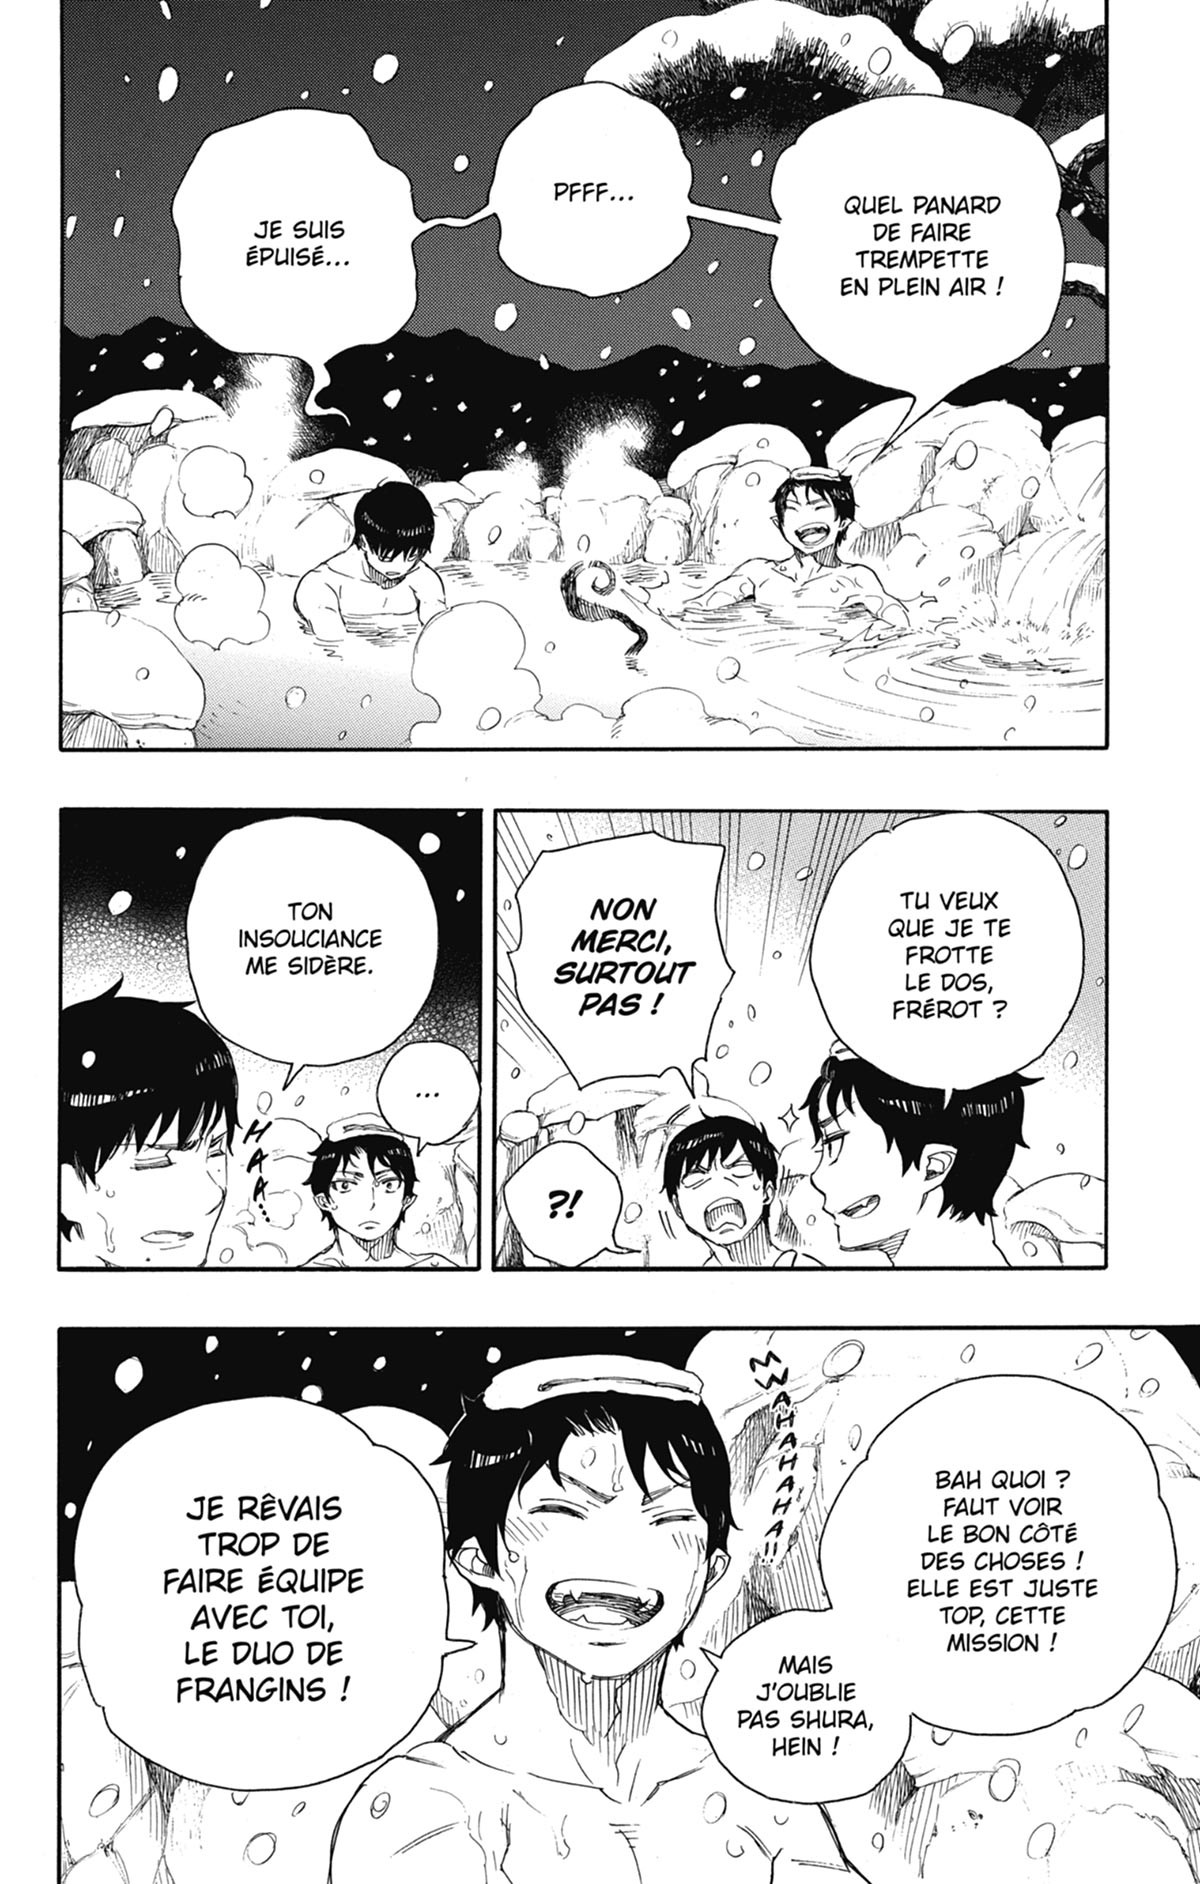 QUEL PANARD
DE FAIRE
TREMPETTE
EN PLEIN AIR !
PFFF...
JE SUIS
ÉPUISÉ...
TU VEUX
QUE JE TE
FROTTE
LE DOS,
FRÉROT ?
NON
MERCI,
SURTOUT
PAS !
?!
TON
INSOUCIANCE
ME SIDÈRE.
...
HAA...
BAH QUOI ?
FAUT VOIR
LE BON CÔTÉ
DES CHOSES !
ELLE EST JUSTE
TOP, CETTE
MISSION !
MAIS
J'OUBLIE
PAS SHURA,
HEIN !
MWAHAHAHA!!
JE RÊVAIS
TROP DE
FAIRE ÉQUIPE
AVEC TOI,
LE DUO DE
FRANGINS !